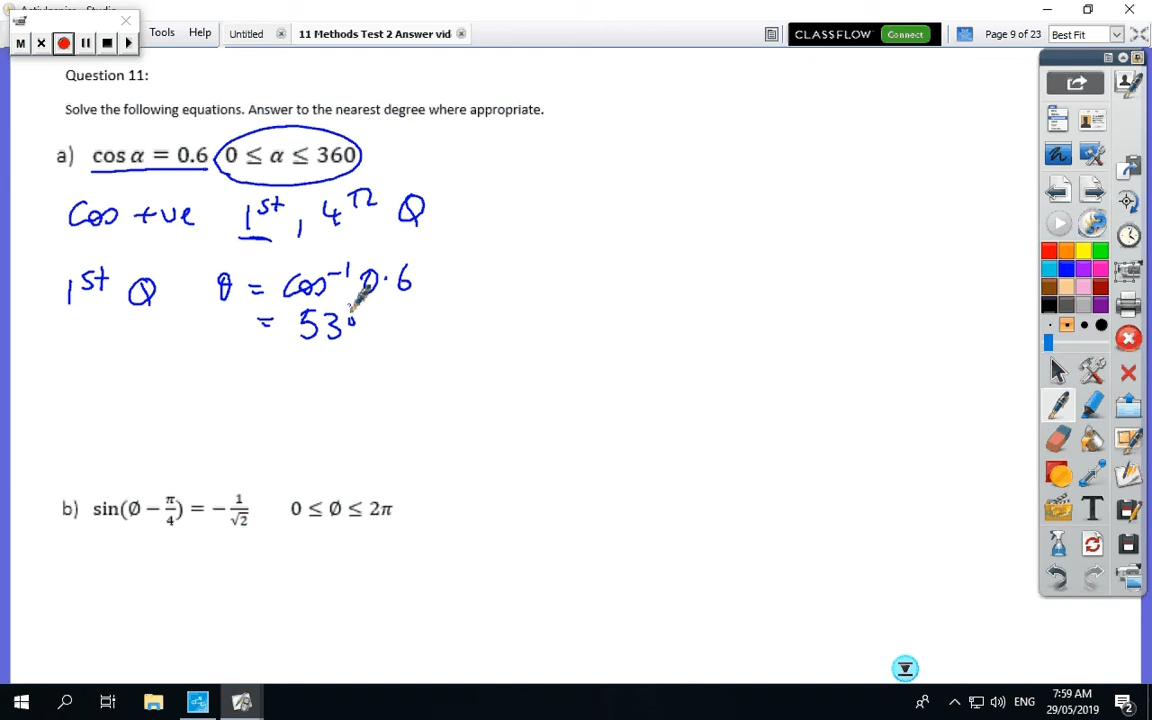 M
Tools Help Untitled 11 Methods Test 2 Answer vid CLASSFLOW Connect Page 9 of 23 Best Fit
Question 11:
Solve the following equations. Answer to the nearest degree where appropriate.
a) cos α = 0.6 0 ≤ α ≤ 360
Cos +ve 1st, 4th Q
1st Q θ = cos⁻¹ 0.6
= 53°
b) sin(Ø − π/4) = − 1/√2 0 ≤ Ø ≤ 2π
T
7:59 AM
ENG
29/05/2019
2